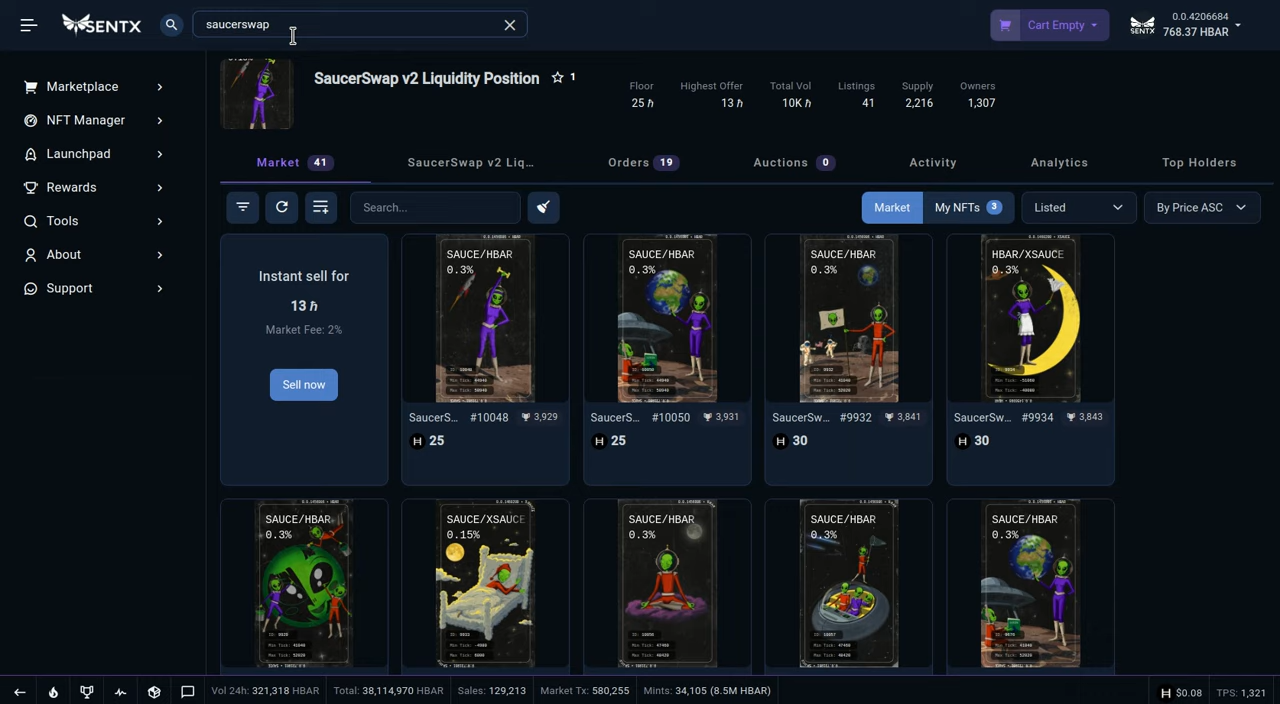 SENTX
saucerswap
Cart Empty
SENTX
0.0.4206684
768.37 HBAR
Marketplace
NFT Manager
Launchpad
Rewards
Tools
About
Support
SaucerSwap v2 Liquidity Position
1
Floor
25 ℏ
Highest Offer
13 ℏ
Total Vol
10K ℏ
Listings
41
Supply
2,216
Owners
1,307
Market 41
SaucerSwap v2 Liq...
Orders 19
Auctions 0
Activity
Analytics
Top Holders
Search...
Market
My NFTs 3
Listed
By Price ASC
Instant sell for
13 ℏ
Market Fee: 2%
Sell now
SAUCE/HBAR
0.3%
SaucerS... #10048 3,929
H 25
SAUCE/HBAR
0.3%
SaucerS... #10050 3,931
H 25
SAUCE/HBAR
0.3%
SaucerSw... #9932 3,841
H 30
HBAR/XSAUCE
0.3%
SaucerSw... #9934 3,843
H 30
SAUCE/HBAR
0.3%
SAUCE/XSAUCE
0.15%
SAUCE/HBAR
0.3%
SAUCE/HBAR
0.3%
SAUCE/HBAR
0.3%
Vol 24h: 321,318 HBAR
Total: 38,114,970 HBAR
Sales: 129,213
Market Tx: 580,255
Mints: 34,105 (8.5M HBAR)
H $0.08
TPS: 1,321